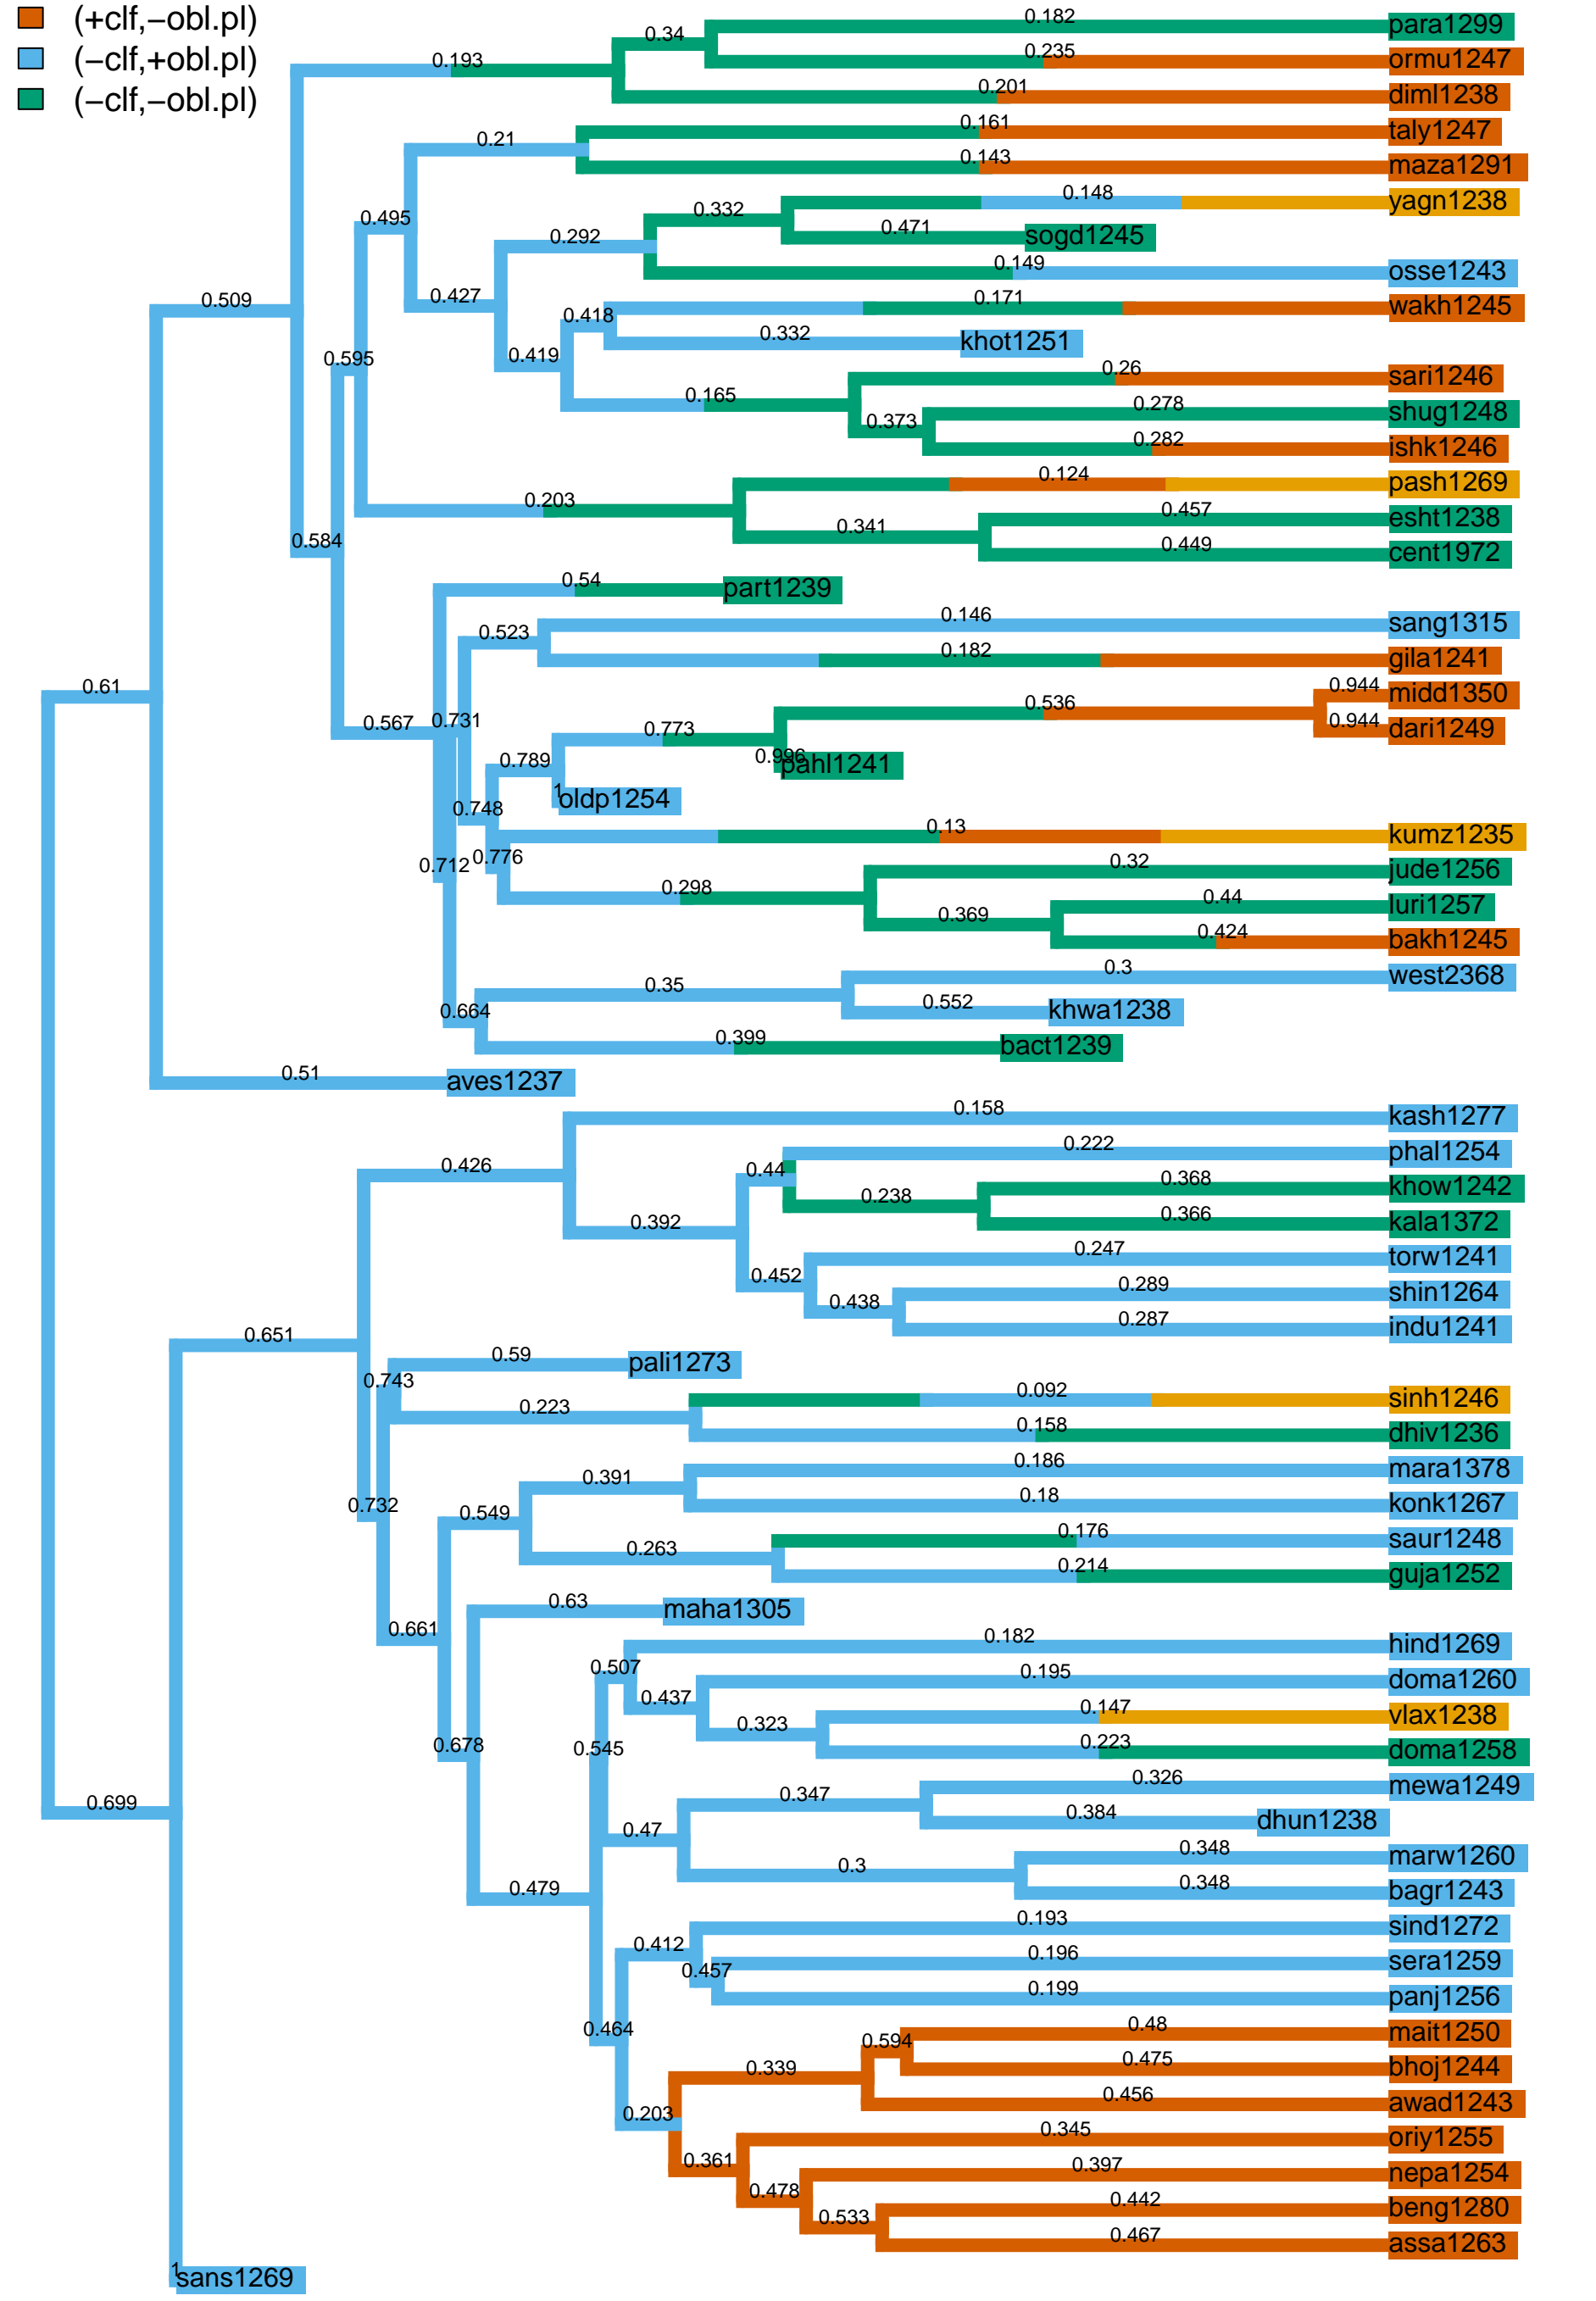 (+clf,−obl.pl)
(−clf,+obl.pl)
(−clf,−obl.pl)
0.182
para1299
0.34
0.235
ormu1247
0.193
0.201
diml1238
0.161
taly1247
0.21
0.143
maza1291
0.148
yagn1238
0.332
0.495
0.471
sogd1245
0.292
0.149
osse1243
0.509
0.427
0.171
wakh1245
0.418
0.332
khot1251
0.595
0.419
0.26
sari1246
0.165
0.278
shug1248
0.373
0.282
ishk1246
0.124
pash1269
0.203
0.457
esht1238
0.341
0.584
0.449
cent1972
0.54
part1239
0.146
sang1315
0.523
0.182
gila1241
0.61
0.944
midd1350
0.536
0.567
0.731
0.773
0.944
dari1249
0.789
0.996
pahl1241
1
oldp1254
0.748
0.13
kumz1235
0.712
0.776
0.32
jude1256
0.298
0.44
luri1257
0.369
0.424
bakh1245
0.3
west2368
0.35
0.664
0.552
khwa1238
0.399
bact1239
0.51
aves1237
0.158
kash1277
0.426
0.44
0.222
phal1254
0.238
0.368
khow1242
0.392
0.366
kala1372
0.247
torw1241
0.452
0.289
shin1264
0.438
0.287
indu1241
0.651
0.59
pali1273
0.743
0.092
sinh1246
0.223
0.158
dhiv1236
0.391
0.186
mara1378
0.732
0.549
0.18
konk1267
0.263
0.176
saur1248
0.214
guja1252
0.63
maha1305
0.661
0.182
hind1269
0.507
0.195
doma1260
0.437
0.147
vlax1238
0.323
0.678
0.545
0.223
doma1258
0.326
mewa1249
0.699
0.347
0.384
dhun1238
0.47
0.348
marw1260
0.3
0.479
0.348
bagr1243
0.193
sind1272
0.412
0.196
sera1259
0.457
0.199
panj1256
0.464
0.48
mait1250
0.594
0.475
bhoj1244
0.339
0.456
awad1243
0.203
0.345
oriy1255
0.361
0.397
nepa1254
0.478
0.442
beng1280
0.533
0.467
assa1263
1
sans1269